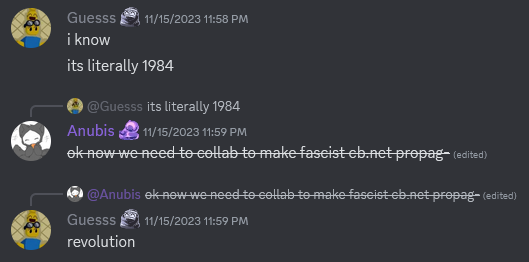 Guesss 11/15/2023 11:58 PM
i know
its literally 1984
@Guesss its literally 1984
Anubis 11/15/2023 11:59 PM
ok now we need to collab to make fascist cb.net propag- (edited)
@Anubis ok now we need to collab to make fascist cb.net propag- (edited)
Guesss 11/15/2023 11:59 PM
revolution